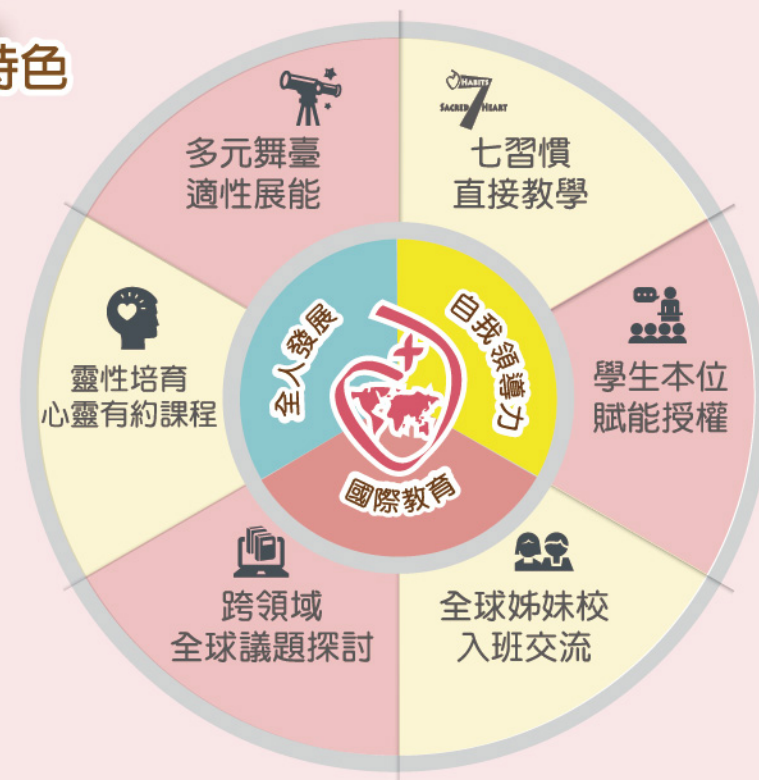 特色
多元舞臺
適性展能
HABITS
7
SACRED HEART
七習慣
直接教學
靈性培育
心靈有約課程
全人發展
自我領導力
國際教育
學生本位
賦能授權
跨領域
全球議題探討
全球姊妹校
入班交流